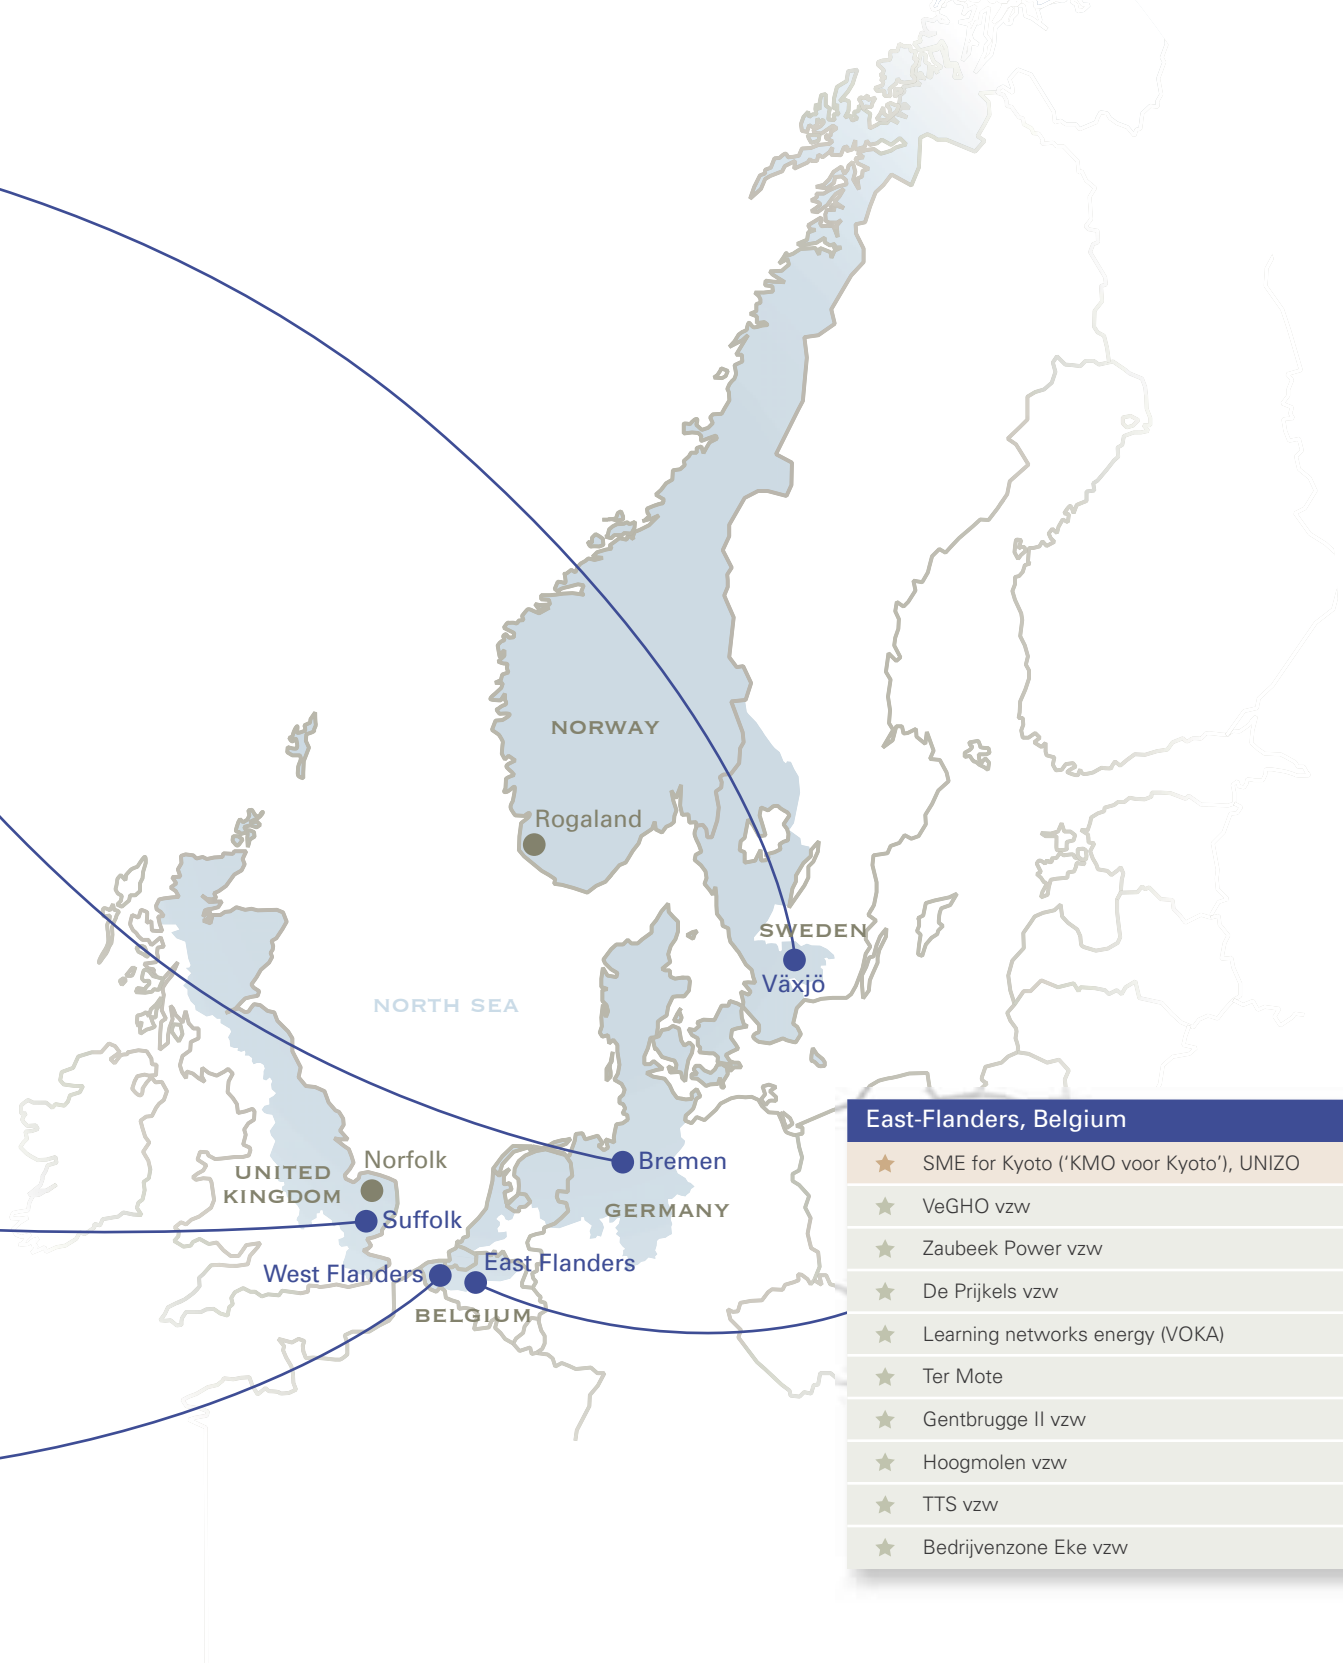 NORWAY
Rogaland
SWEDEN
Växjö
NORTH SEA
Norfolk
UNITED
KINGDOM
Suffolk
Bremen
GERMANY
West Flanders
East Flanders
BELGIUM
East-Flanders, Belgium
SME for Kyoto (‘KMO voor Kyoto’), UNIZO
VeGHO vzw
Zaubeek Power vzw
De Prijkels vzw
Learning networks energy (VOKA)
Ter Mote
Gentbrugge II vzw
Hoogmolen vzw
TTS vzw
Bedrijvenzone Eke vzw